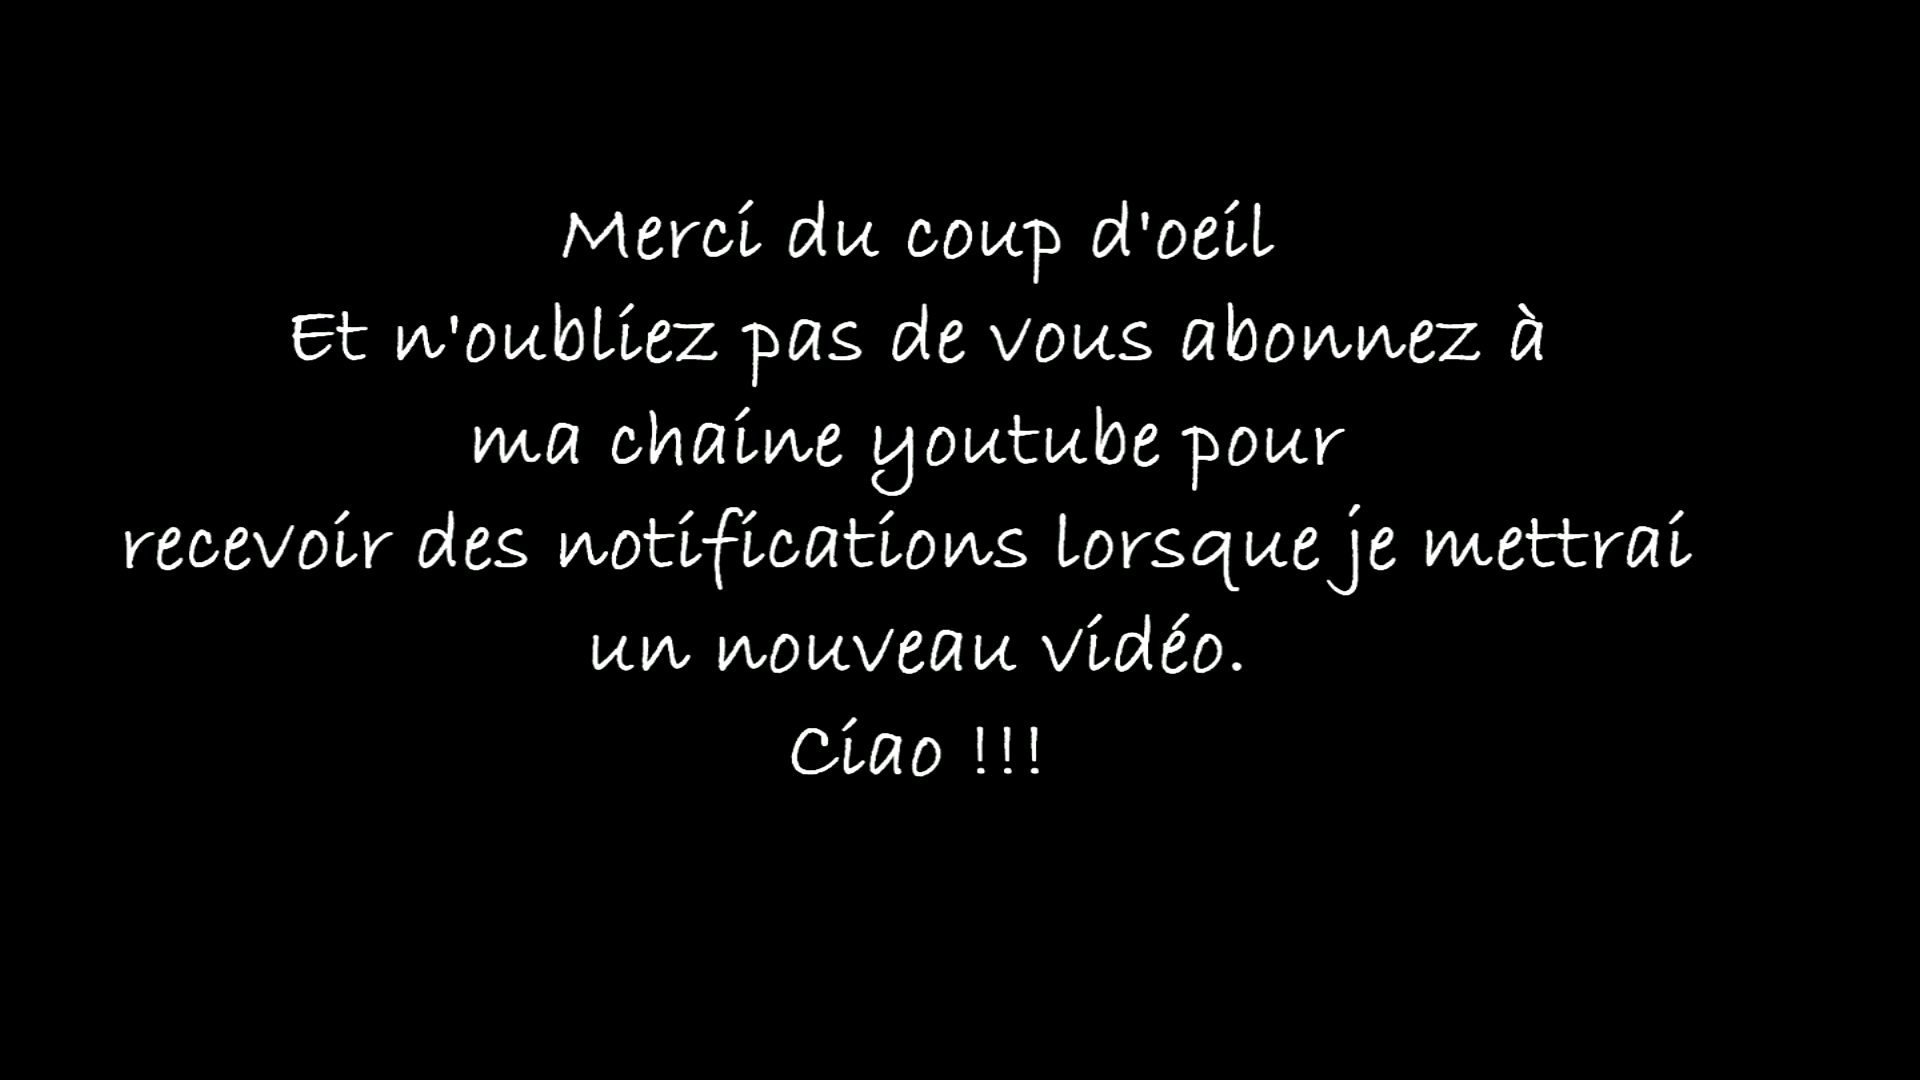 Merci du coup d'oeil
Et n'oubliez pas de vous abonnez à
ma chaine youtube pour
recevoir des notifications lorsque je mettrai
un nouveau vidéo.
Ciao !!!